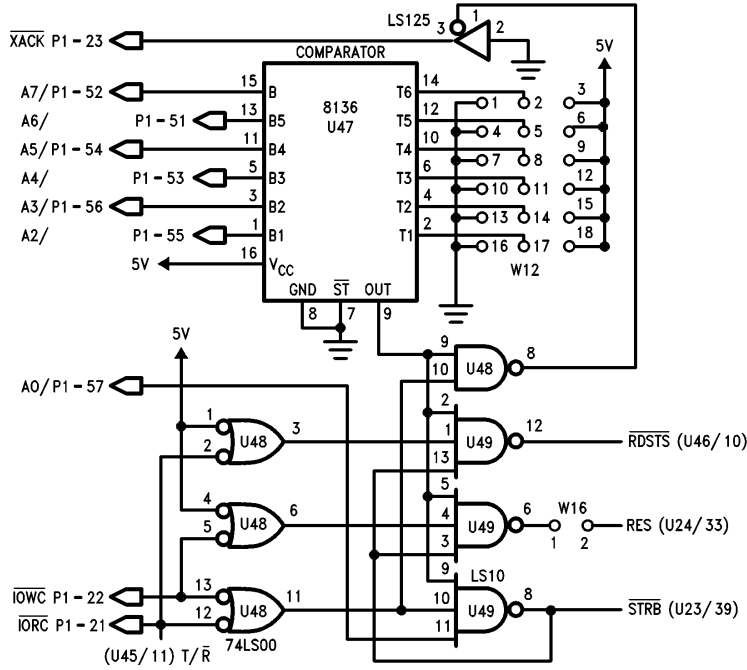 LS125
1
3
2
XACK P1-23
COMPARATOR
5V
A7/P1-52
15
B
8136
U47
T6
14
1
2
3
A6/
P1-51
13
B5
T5
12
4
5
6
A5/P1-54
11
B4
T4
10
7
8
9
A4/
P1-53
5
B3
T3
6
10
11
12
A3/P1-56
3
B2
T2
4
13
14
15
A2/
P1-55
1
B1
T1
2
16
17
18
5V
16
VCC
W12
GND
ST
OUT
8
7
9
5V
9
10
U48
8
A0/P1-57
1
2
U48
3
2
1
13
U49
12
RDSTS (U46/10)
4
5
U48
6
5
4
3
U49
6
W16
1
2
RES (U24/33)
IOWC P1-22
13
IORC P1-21
12
U48
11
74LS00
9
10
11
LS10
U49
8
STRB (U23/39)
(U45/11) T/R̅